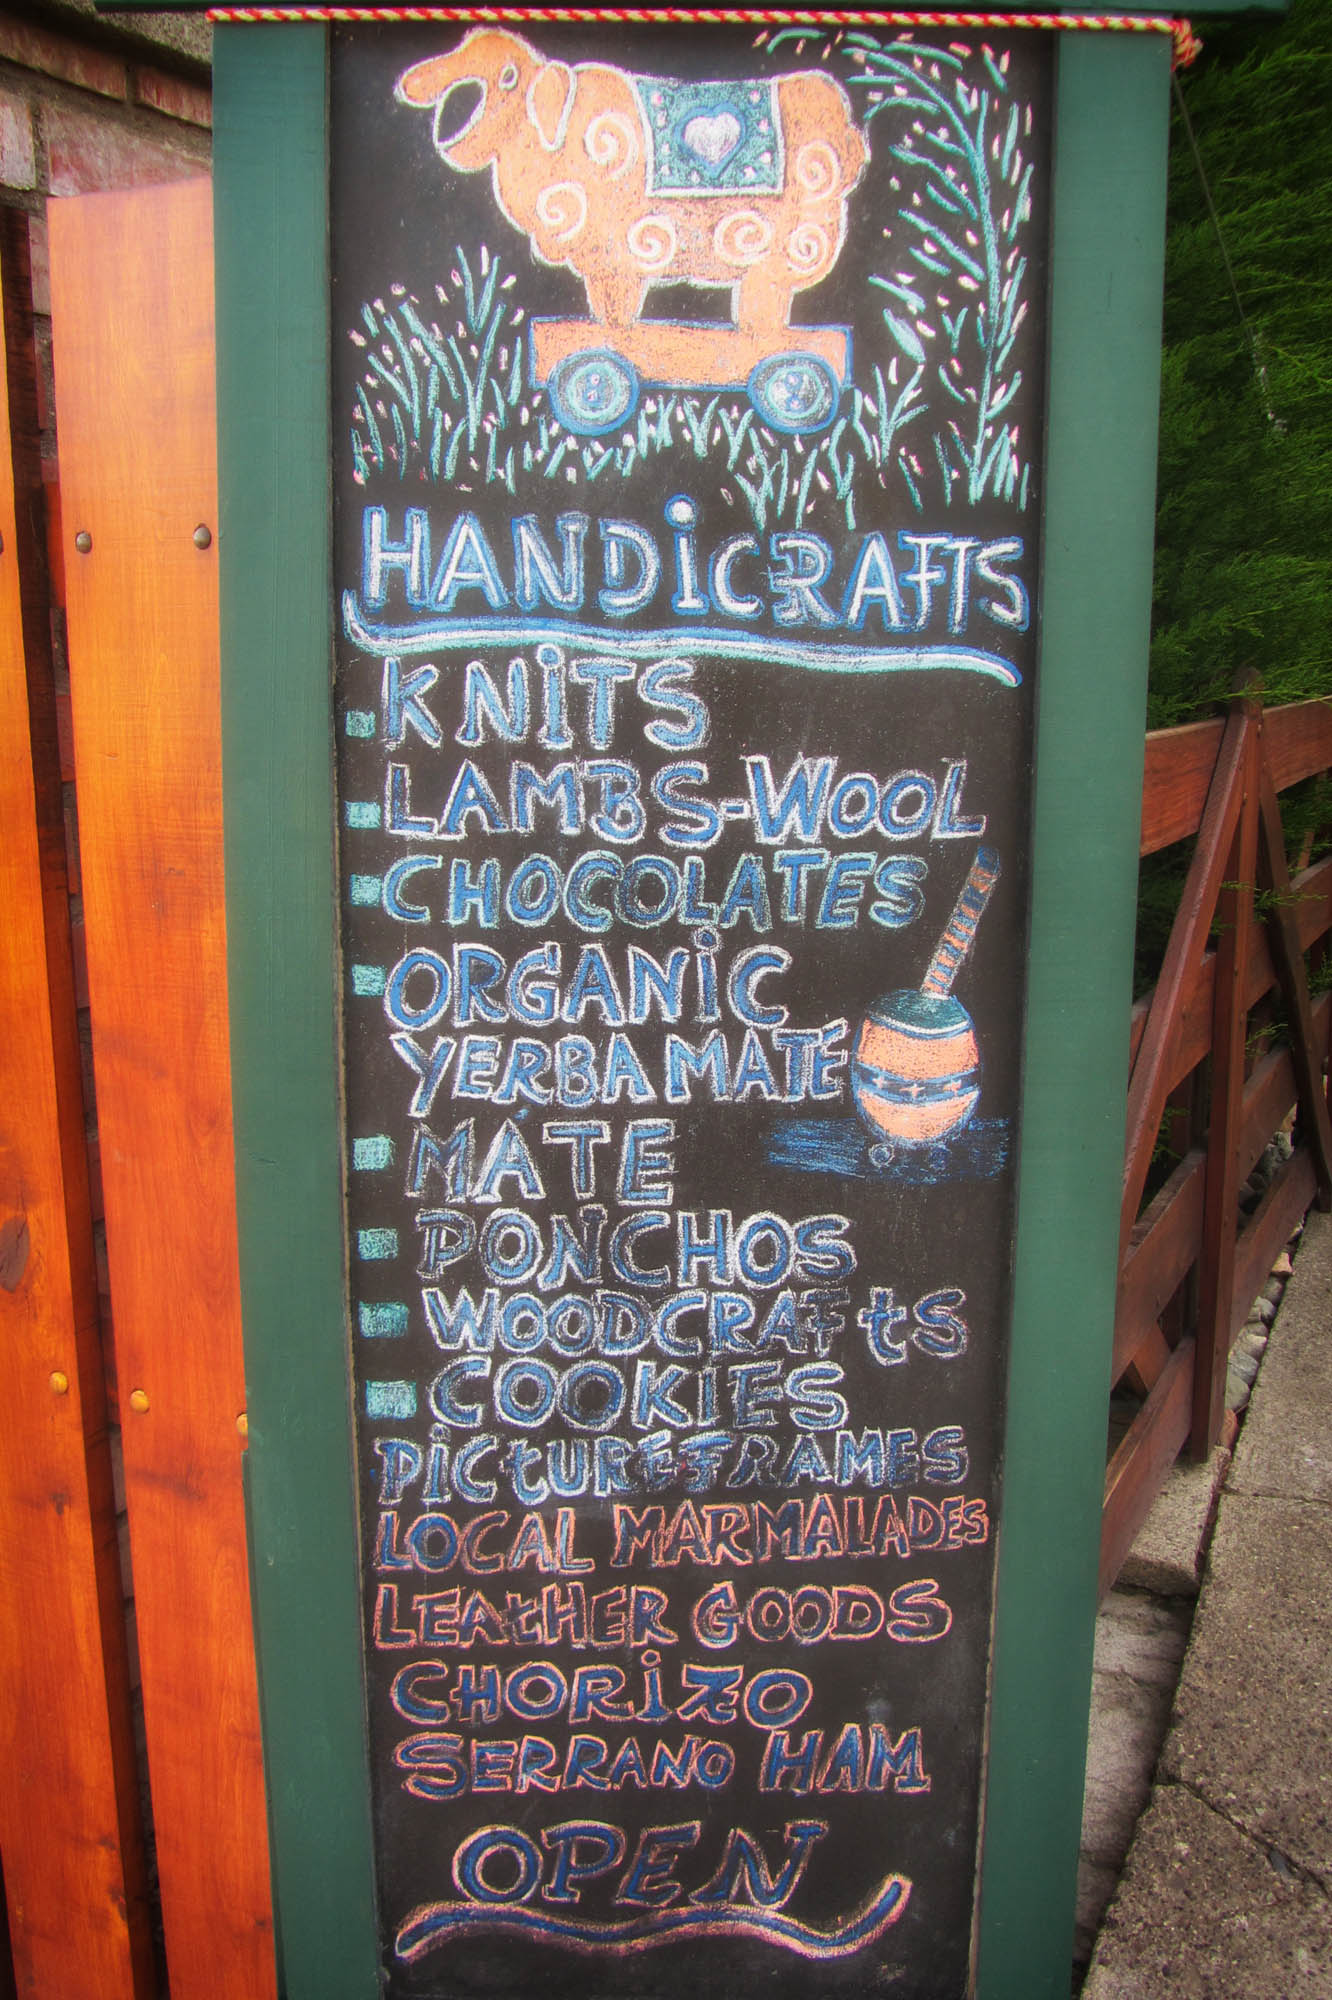 HANDiCRAFTS
KNiTS
LAMBS-WOOL
CHOCOLATES
ORGANiC
YERBA MATE
MÁTE
PONCHOS
WOODCRAFtS
COOKIES
PiCtURE FRAMES
LOCAL MARMALADES
LEAtHER GOODS
CHORiZO
SERRANO HAM
OPEN